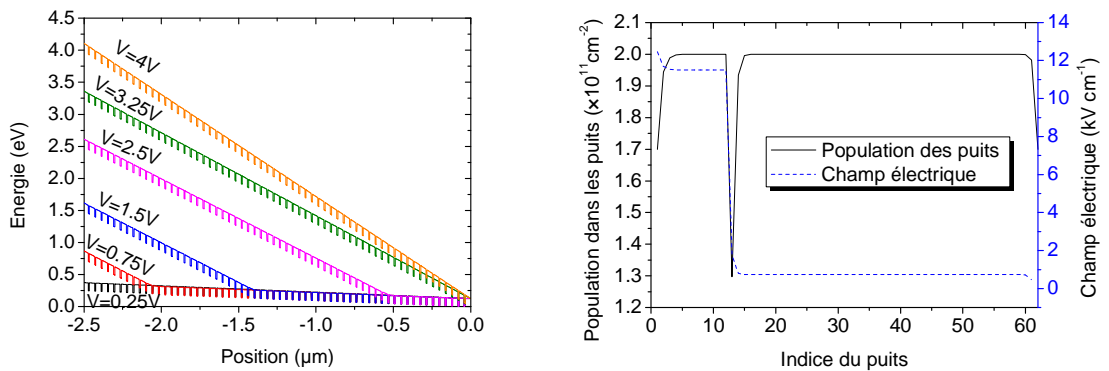 4.5
4.0
3.5
3.0
2.5
2.0
1.5
1.0
0.5
0.0
Energie (eV)
V=4V
V=3.25V
V=2.5V
V=1.5V
V=0.75V
V=0.25V
-2.5 -2.0 -1.5 -1.0 -0.5 0.0
Position (µm)
2.1
2.0
1.9
1.8
1.7
1.6
1.5
1.4
1.3
1.2
Population dans les puits (×10¹¹cm⁻²)
Population des puits
Champ électrique
14
12
10
8
6
4
2
0
Champ électrique (kV cm⁻¹)
0 10 20 30 40 50 60
Indice du puits